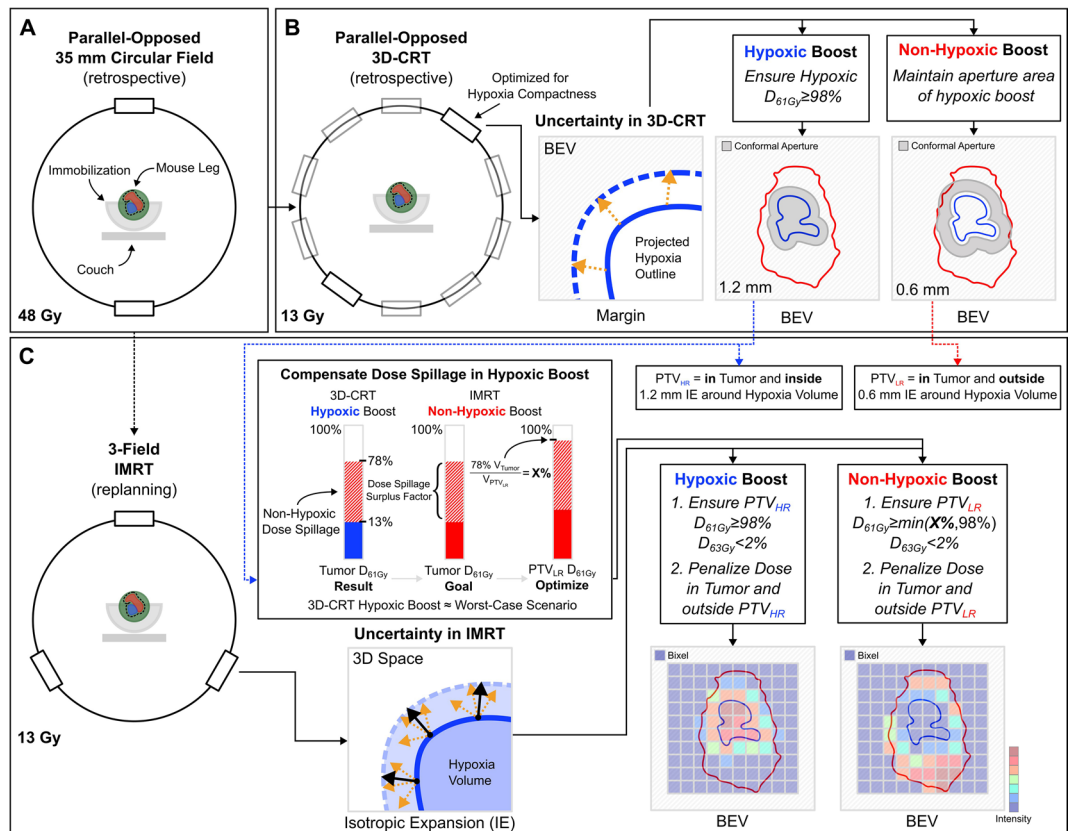 A
Parallel-Opposed
35 mm Circular Field
(retrospective)
Immobilization
Mouse Leg
Couch
48 Gy
B
Parallel-Opposed
3D-CRT
(retrospective)
Optimized for
Hypoxia Compactness
13 Gy
Uncertainty in 3D-CRT
BEV
Projected
Hypoxia
Outline
Margin
Hypoxic Boost
Ensure Hypoxic
D61Gy≥98%
Conformal Aperture
1.2 mm
BEV
Non-Hypoxic Boost
Maintain aperture area
of hypoxic boost
Conformal Aperture
0.6 mm
BEV
C
3-Field
IMRT
(replanning)
13 Gy
Compensate Dose Spillage in Hypoxic Boost
3D-CRT
Hypoxic Boost
IMRT
Non-Hypoxic Boost
100%
78%
13%
Non-Hypoxic
Dose Spillage
100%
Dose Spillage
Surplus Factor
100%
78% VTumor
VPTVLR
= X%
Tumor D61Gy
Result
Tumor D61Gy
Goal
PTVLR D61Gy
Optimize
3D-CRT Hypoxic Boost ≈ Worst-Case Scenario
PTVHR = in Tumor and inside
1.2 mm IE around Hypoxia Volume
PTVLR = in Tumor and outside
0.6 mm IE around Hypoxia Volume
Uncertainty in IMRT
3D Space
Hypoxia
Volume
Isotropic Expansion (IE)
Hypoxic Boost
1. Ensure PTVHR
D61Gy≥98%
D63Gy<2%
2. Penalize Dose
in Tumor and
outside PTVHR
Bixel
BEV
Non-Hypoxic Boost
1. Ensure PTVLR
D61Gy≥min(X%,98%)
D63Gy<2%
2. Penalize Dose
in Tumor and
outside PTVLR
Bixel
BEV
Intensity